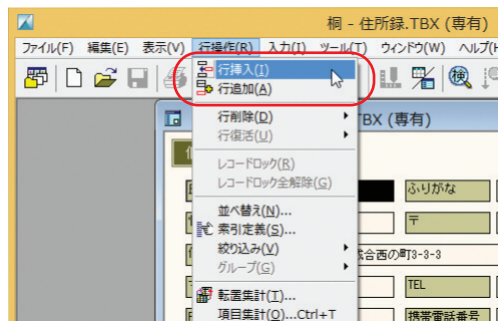 桐 - 住所録.TBX (専有)
ファイル(F) 編集(E) 表示(V) 行操作(R) 入力(I) ツール(T) ウィンドウ(W) ヘルプ(H
行挿入(I)
行追加(A)
検
TBX (専有)
行削除(D)
行復活(U)
レコードロック(R)
レコードロック全解除(G)
ふりがな
並べ替え(N)...
〒
索引定義(S)...
絞り込み(V)
合西の町3-3-3
グループ(G)
転置集計(T)...
TEL
項目集計(O)...Ctrl+T
携帯電話番号